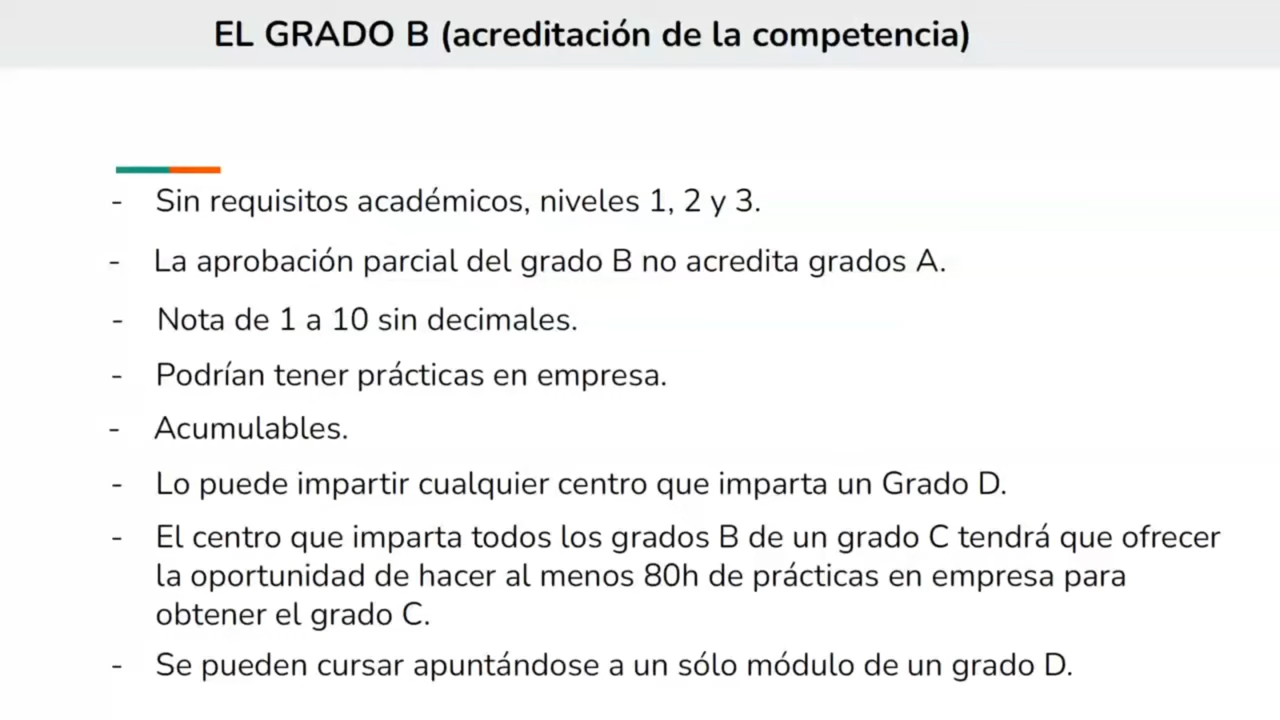 EL GRADO B (acreditación de la competencia)
- Sin requisitos académicos, niveles 1, 2 y 3.
- La aprobación parcial del grado B no acredita grados A.
- Nota de 1 a 10 sin decimales.
- Podrían tener prácticas en empresa.
- Acumulables.
- Lo puede impartir cualquier centro que imparta un Grado D.
- El centro que imparta todos los grados B de un grado C tendrá que ofrecer
la oportunidad de hacer al menos 80h de prácticas en empresa para
obtener el grado C.
- Se pueden cursar apuntándose a un sólo módulo de un grado D.